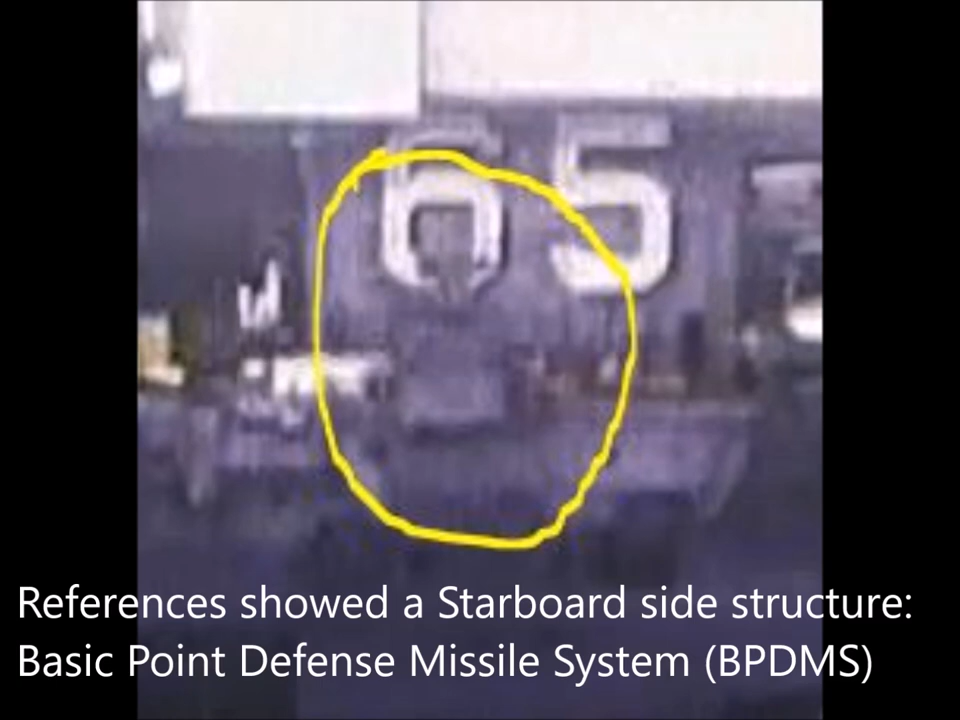 65
References showed a Starboard side structure:
Basic Point Defense Missile System (BPDMS)